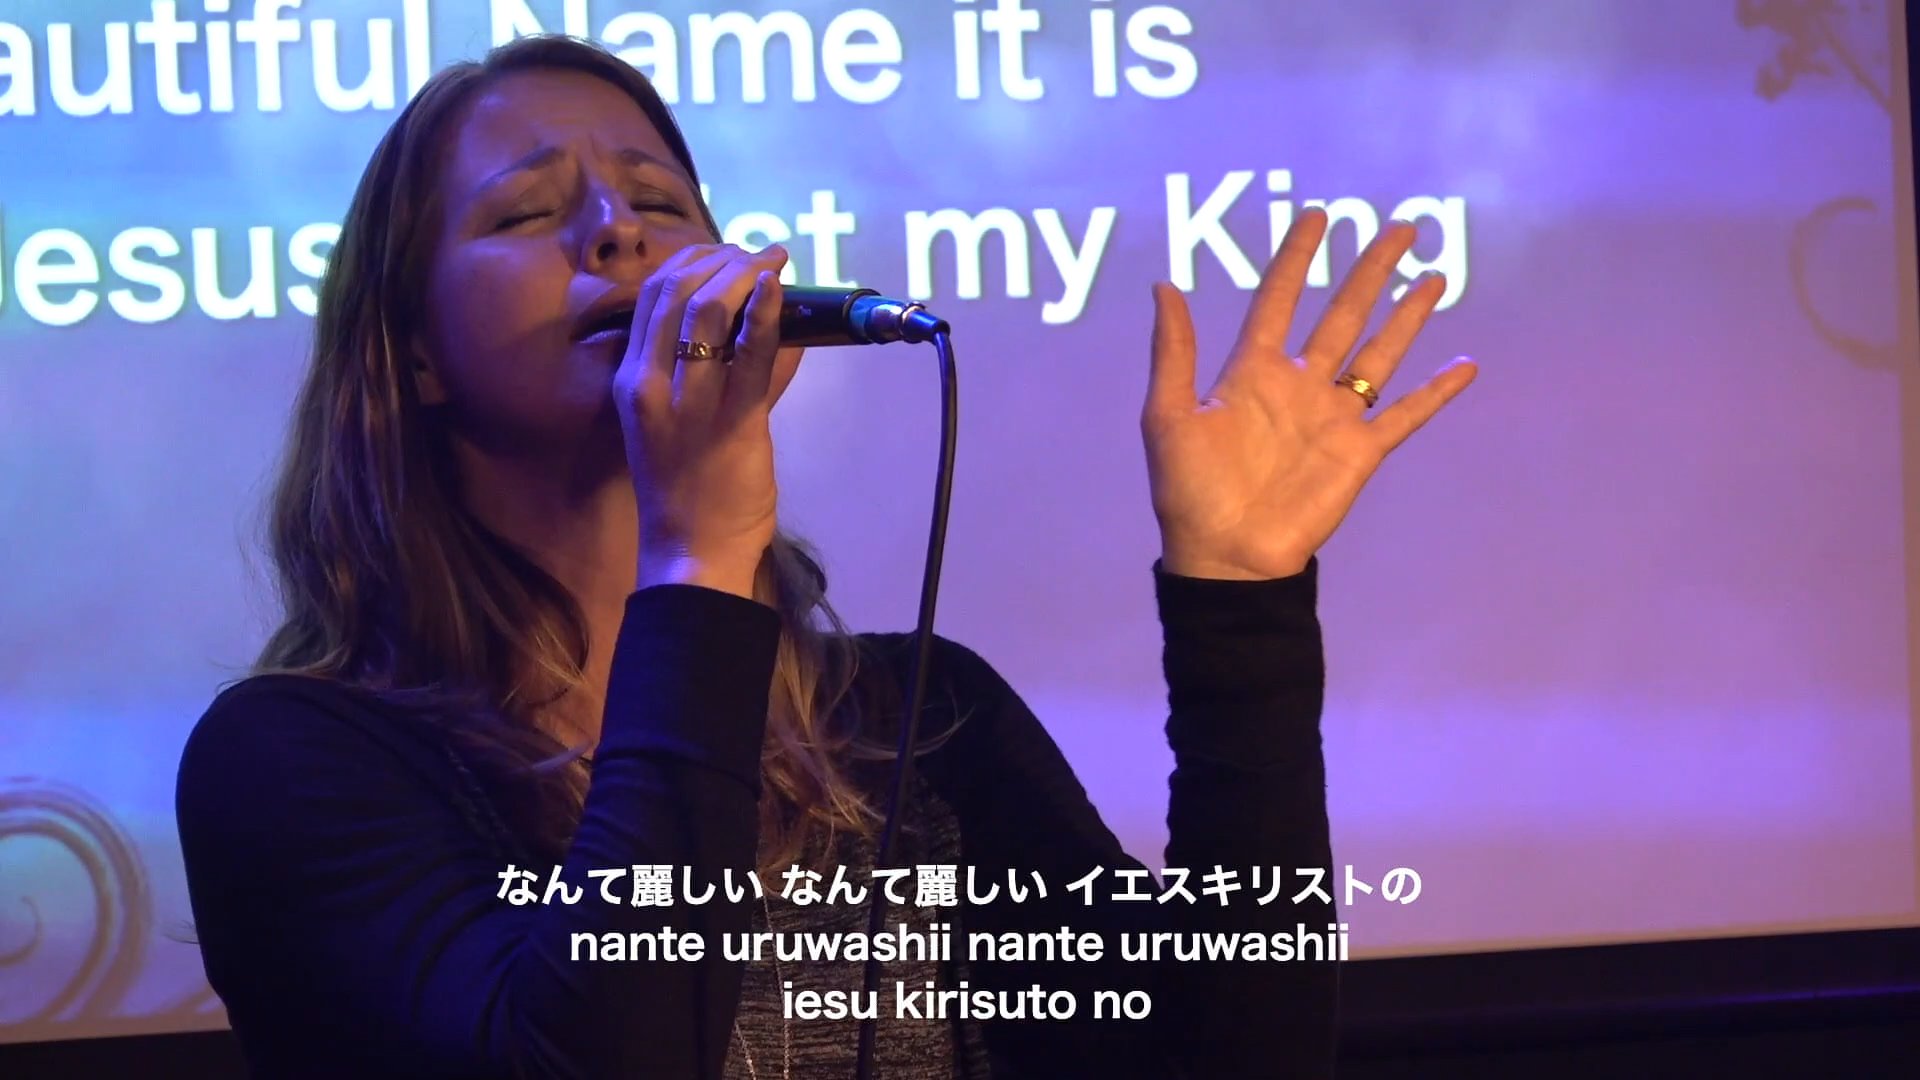 autiful Name it is
Jesus st my King
なんて麗しい なんて麗しい イエスキリストの
nante uruwashii nante uruwashii
iesu kirisuto no